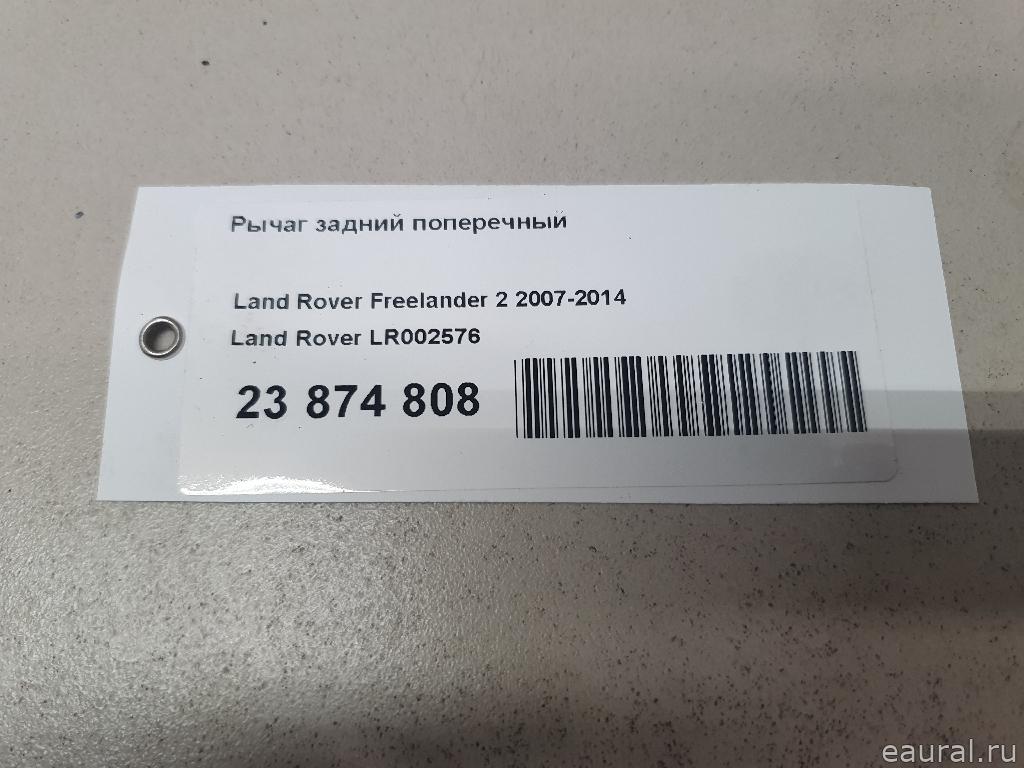 Рычаг задний поперечный
Land Rover Freelander 2 2007-2014
Land Rover LR002576
23 874 808
eaural.ru